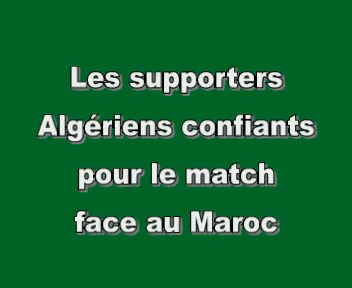 Les supporters
Algériens confiants
pour le match
face au Maroc